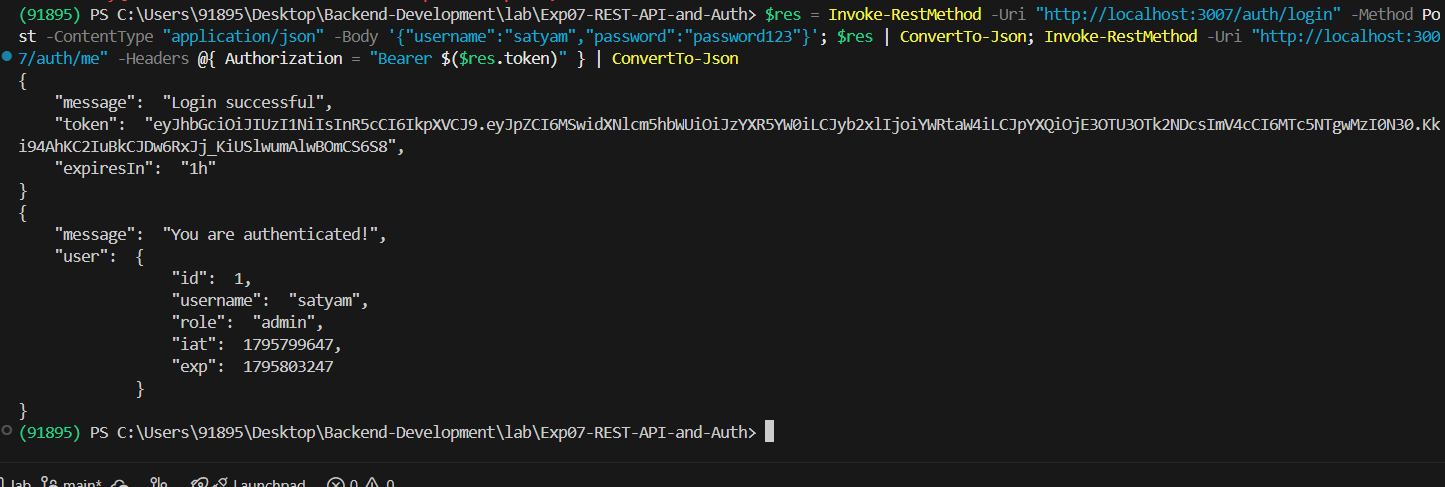 (91895) PS C:\Users\91895\Desktop\Backend-Development\lab\Exp07-REST-API-and-Auth> $res = Invoke-RestMethod -Uri "http://localhost:3007/auth/login" -Method Po
st -ContentType "application/json" -Body '{"username":"satyam","password":"password123"}'; $res | ConvertTo-Json; Invoke-RestMethod -Uri "http://localhost:300
7/auth/me" -Headers @{ Authorization = "Bearer $($res.token)" } | ConvertTo-Json
{
    "message":  "Login successful",
    "token":  "eyJhbGciOiJIUzI1NiIsInR5cCI6IkpXVCJ9.eyJpZCI6MSwidXNlcm5hbWUiOiJzYXR5YW0iLCJyb2xlIjoiYWRtaW4iLCJpYXQiOjE3OTU3OTk2NDcsImV4cCI6MTc5NTgwMzI0N30.Kk
i94AhKC2IuBkCJDw6RxJj_KiUSlwumAlwBOmCS6S8",
    "expiresIn":  "1h"
}
{
    "message":  "You are authenticated!",
    "user":  {
                 "id":  1,
                 "username":  "satyam",
                 "role":  "admin",
                 "iat":  1795799647,
                 "exp":  1795803247
             }
}
(91895) PS C:\Users\91895\Desktop\Backend-Development\lab\Exp07-REST-API-and-Auth>
lab main* Launchpad 0 0